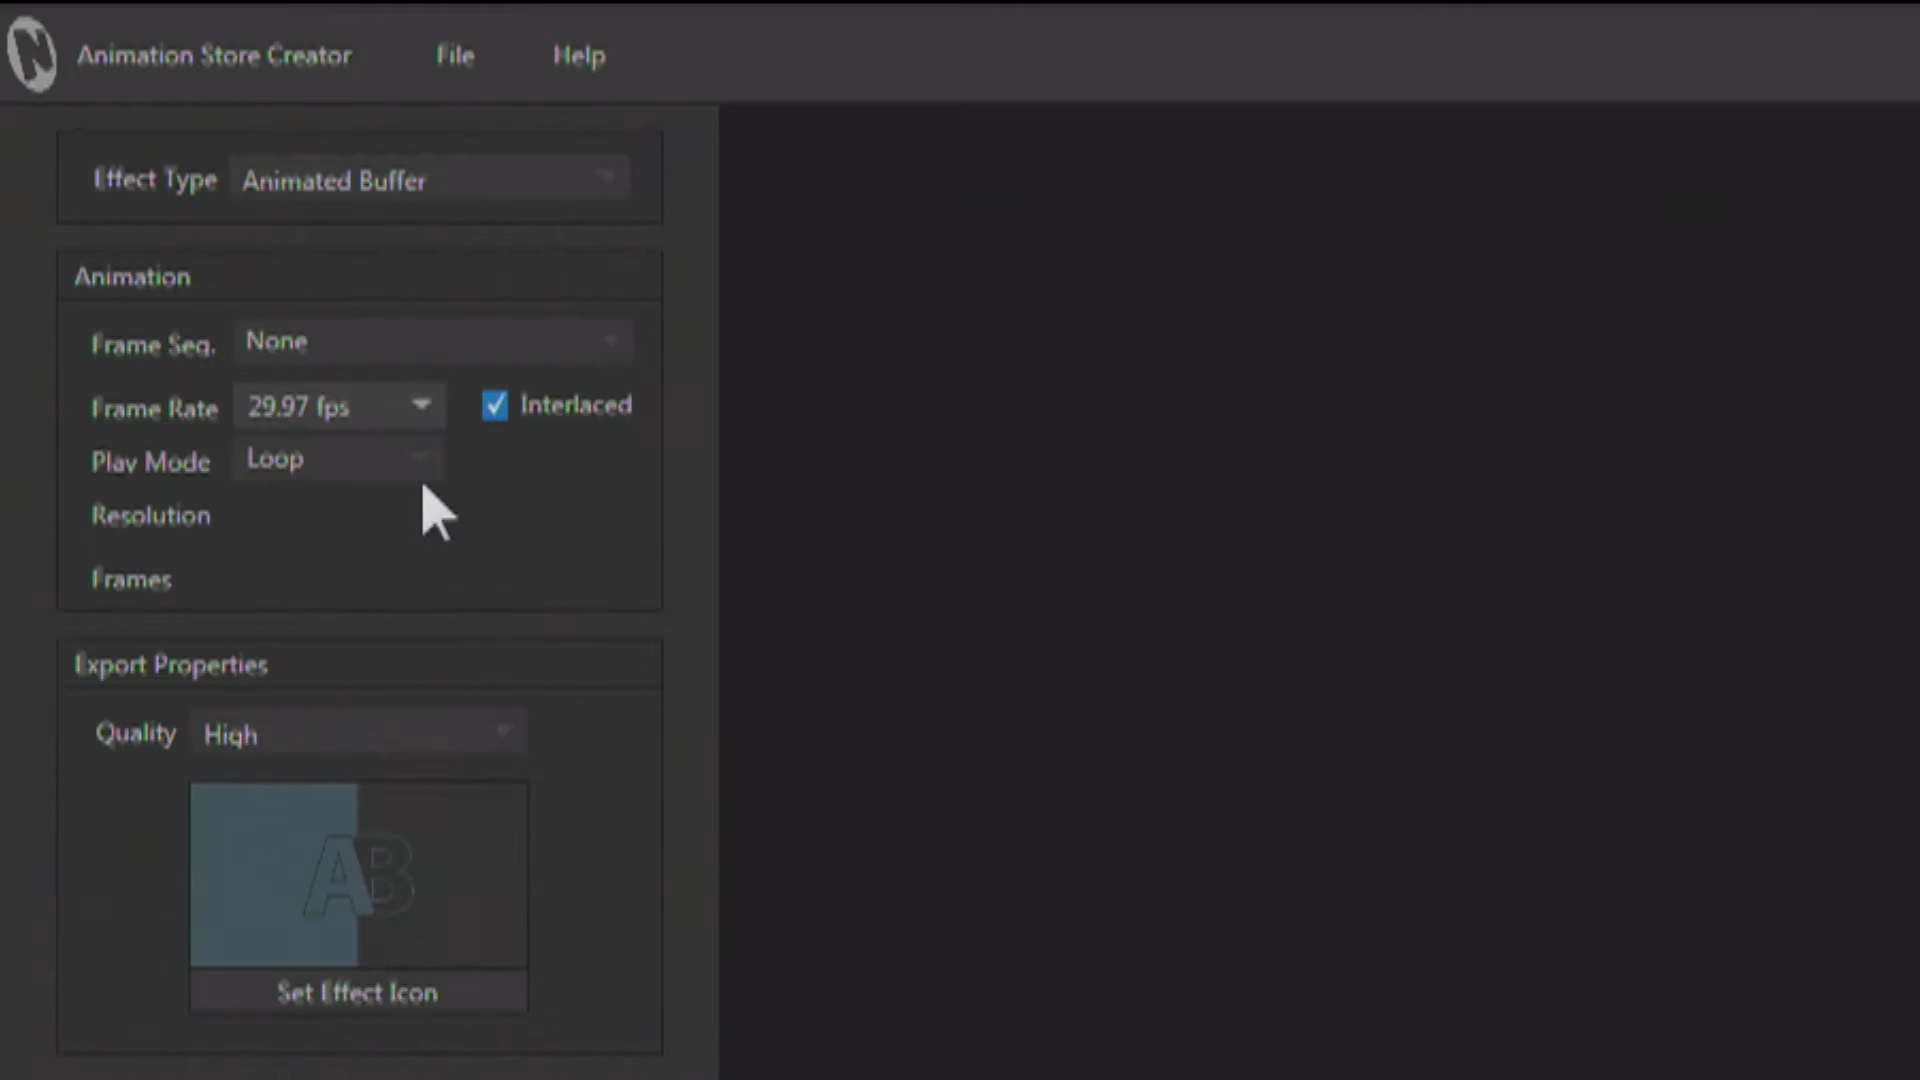 Animation Store Creator File Help
Effect Type Animated Buffer
Animation
Frame Seq. None
Frame Rate 29.97 fps Interlaced
Play Mode Loop
Resolution
Frames
Export Properties
Quality High
AB
Set Effect Icon